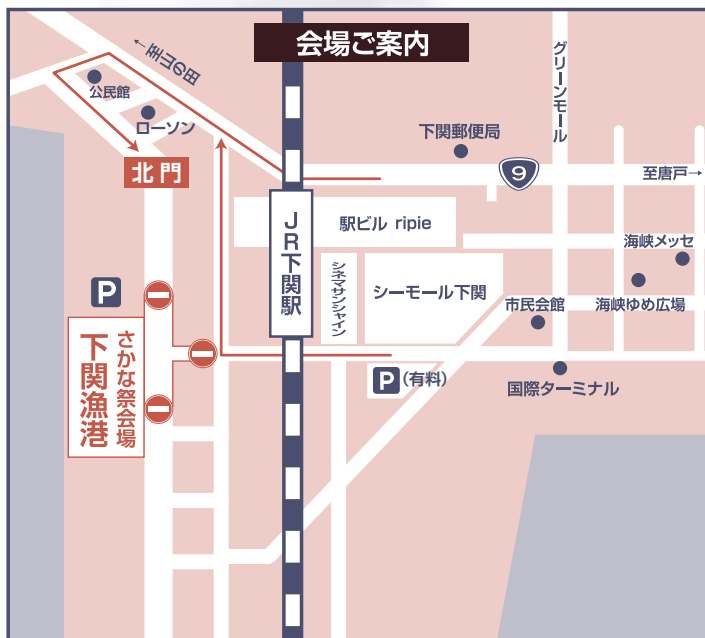 会場ご案内
←至山の田
公民館
ローソン
北門
グリーンモール
下関郵便局
9
至唐戸→
JR下関駅
駅ビル ripie
シネマサンシャイン
シーモール下関
海峡メッセ
海峡ゆめ広場
市民会館
国際ターミナル
P
P(有料)
さかな祭会場
下関漁港